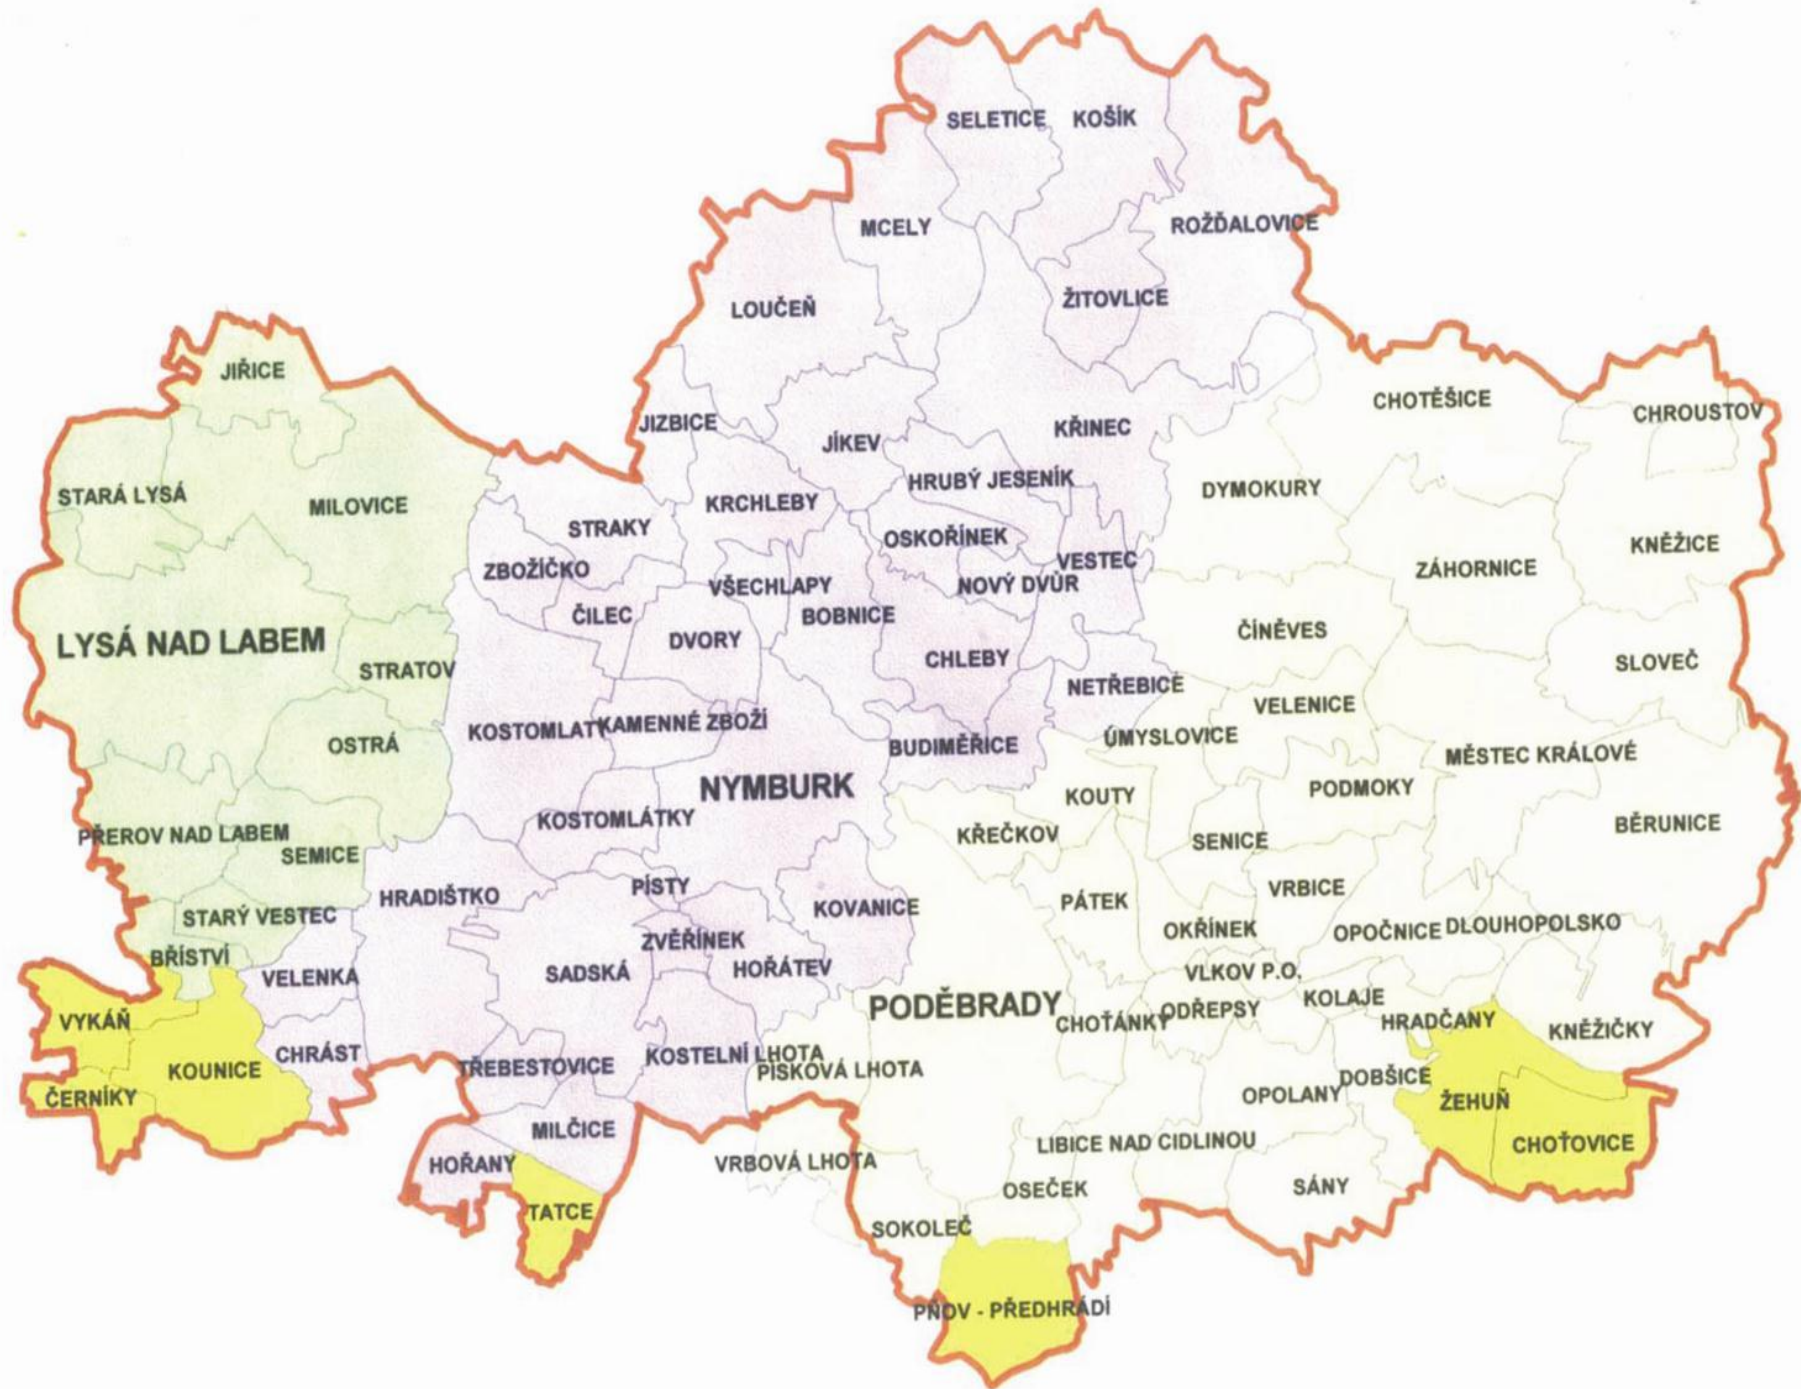 SELETICE
KOŠÍK
MCELY
ROŽĎALOVICE
LOUČEŇ
ŽITOVLICE
JIŘICE
CHOTĚŠICE
CHROUSTOV
JIZBICE
JÍKEV
KŘINEC
HRUBÝ JESENÍK
DYMOKURY
STARÁ LYSÁ
MILOVICE
KRCHLEBY
STRAKY
OSKOŘÍNEK
VESTEC
ZÁHORNICE
KNĚŽICE
ZBOŽÍČKO
VŠECHLAPY
NOVÝ DVŮR
ČILEC
BOBNICE
LYSÁ NAD LABEM
DVORY
ČÍNĚVES
STRATOV
CHLEBY
SLOVEČ
NETŘEBICE
VELENICE
OSTRÁ
KOSTOMLATY
KAMENNÉ ZBOŽÍ
BUDIMĚŘICE
ÚMYSLOVICE
MĚSTEC KRÁLOVÉ
NYMBURK
KOUTY
PODMOKY
PŘEROV NAD LABEM
KOSTOMLÁTKY
KŘEČKOV
SENICE
BĚRUNICE
SEMICE
HRADIŠTKO
PÍSTY
KOVANICE
PÁTEK
VRBICE
STARÝ VESTEC
ZVĚŘÍNEK
OKŘÍNEK
OPOČNICE
DLOUHOPOLSKO
BŘÍSTVÍ
VELENKA
SADSKÁ
HOŘÁTEV
VLKOV P.O.
PODĚBRADY
KOLAJE
VYKÁŇ
CHOŤÁNKY
ODŘEPSY
HRADČANY
KNĚŽIČKY
CHRÁST
KOUNICE
TŘEBESTOVICE
KOSTELNÍ LHOTA
PÍSKOVÁ LHOTA
DOBŠICE
ČERNÍKY
OPOLANY
ŽEHUŇ
MILČICE
LIBICE NAD CIDLINOU
CHOŤOVICE
HOŘANY
VRBOVÁ LHOTA
OSEČEK
SÁNY
TATCE
SOKOLEČ
PŇOV - PŘEDHRÁDÍ